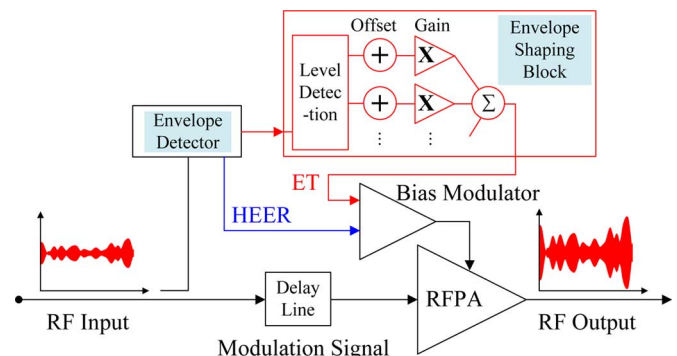 Offset Gain
Envelope
Shaping
Block
Level
Detec
-tion
+ X
+ X
Σ
Envelope
Detector
ET
HEER
Bias Modulator
Delay
Line
RFPA
RF Input
RF Output
Modulation Signal